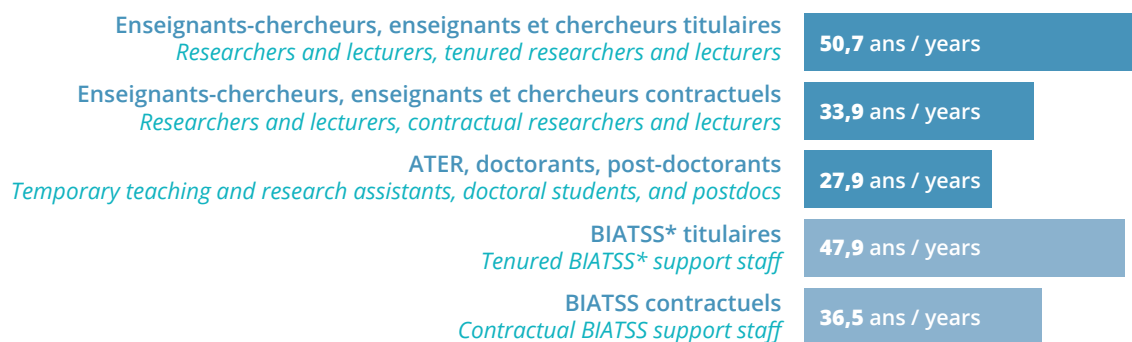 Enseignants-chercheurs, enseignants et chercheurs titulaires
Researchers and lecturers, tenured researchers and lecturers
50,7 ans / years
Enseignants-chercheurs, enseignants et chercheurs contractuels
Researchers and lecturers, contractual researchers and lecturers
33,9 ans / years
ATER, doctorants, post-doctorants
Temporary teaching and research assistants, doctoral students, and postdocs
27,9 ans / years
BIATSS* titulaires
Tenured BIATSS* support staff
47,9 ans / years
BIATSS contractuels
Contractual BIATSS support staff
36,5 ans / years